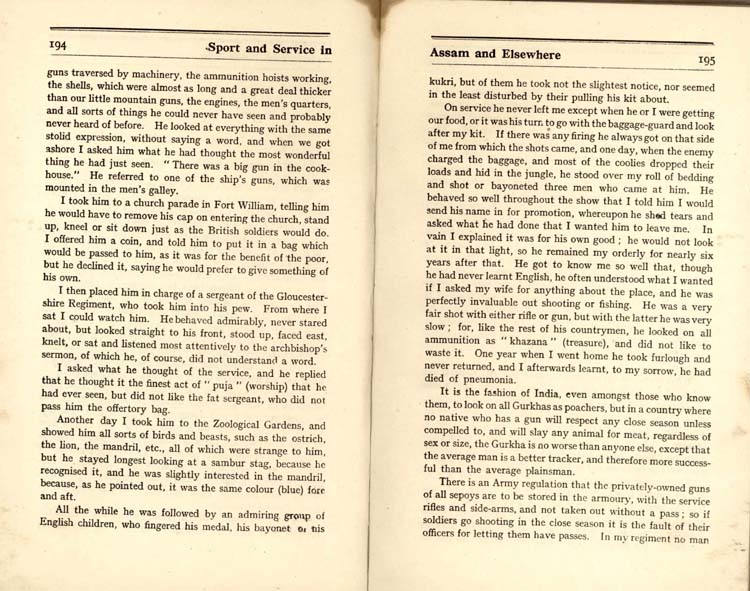 194 Sport and Service in
guns traversed by machinery, the ammunition hoists working,
the shells, which were almost as long and a great deal thicker
than our little mountain guns, the engines, the men's quarters,
and all sorts of things he could never have seen and probably
never heard of before. He looked at everything with the same
stolid expression, without saying a word, and when we got
ashore I asked him what he had thought the most wonderful
thing he had just seen. "There was a big gun in the cook-
house." He referred to one of the ship's guns, which was
mounted in the men's galley.
I took him to a church parade in Fort William, telling him
he would have to remove his cap on entering the church, stand
up, kneel or sit down just as the British soldiers would do.
I offered him a coin, and told him to put it in a bag which
would be passed to him, as it was for the benefit of the poor,
but he declined it, saying he would prefer to give something of
his own.
I then placed him in charge of a sergeant of the Gloucester-
shire Regiment, who took him into his pew. From where I
sat I could watch him. He behaved admirably, never stared
about, but looked straight to his front, stood up, faced east,
knelt, or sat and listened most attentively to the archbishop's
sermon, of which he, of course, did not understand a word.
I asked what he thought of the service, and he replied
that he thought it the finest act of "puja" (worship) that he
had ever seen, but did not like the fat sergeant, who did not
pass him the offertory bag.
Another day I took him to the Zoological Gardens, and
showed him all sorts of birds and beasts, such as the ostrich,
the lion, the mandril, etc., all of which were strange to him,
but he stayed longest looking at a sambur stag, because he
recognised it, and he was slightly interested in the mandril,
because, as he pointed out, it was the same colour (blue) fore
and aft.
All the while he was followed by an admiring group of
English children, who fingered his medal, his bayonet or his
Assam and Elsewhere 195
kukri, but of them he took not the slightest notice, nor seemed
in the least disturbed by their pulling his kit about.
On service he never left me except when he or I were getting
our food, or it was his turn to go with the baggage-guard and look
after my kit. If there was any firing he always got on that side
of me from which the shots came, and one day, when the enemy
charged the baggage, and most of the coolies dropped their
loads and hid in the jungle, he stood over my roll of bedding
and shot or bayoneted three men who came at him. He
behaved so well throughout the show that I told him I would
send his name in for promotion, whereupon he shed tears and
asked what he had done that I wanted him to leave me. In
vain I explained it was for his own good; he would not look
at it in that light, so he remained my orderly for nearly six
years after that. He got to know me so well that, though
he had never learnt English, he often understood what I wanted
if I asked my wife for anything about the place, and he was
perfectly invaluable out shooting or fishing. He was a very
fair shot with either rifle or gun, but with the latter he was very
slow; for, like the rest of his countrymen, he looked on all
ammunition as "khazana" (treasure), and did not like to
waste it. One year when I went home he took furlough and
never returned, and I afterwards learnt, to my sorrow, he had
died of pneumonia.
It is the fashion of India, even amongst those who know
them, to look on all Gurkhas as poachers, but in a country where
no native who has a gun will respect any close season unless
compelled to, and will slay any animal for meat, regardless of
sex or size, the Gurkha is no worse than anyone else, except that
the average man is a better tracker, and therefore more success-
ful than the average plainsman.
There is an Army regulation that the privately-owned guns
of all sepoys are to be stored in the armoury, with the service
rifles and side-arms, and not taken out without a pass; so if
soldiers go shooting in the close season it is the fault of their
officers for letting them have passes. In my regiment no man